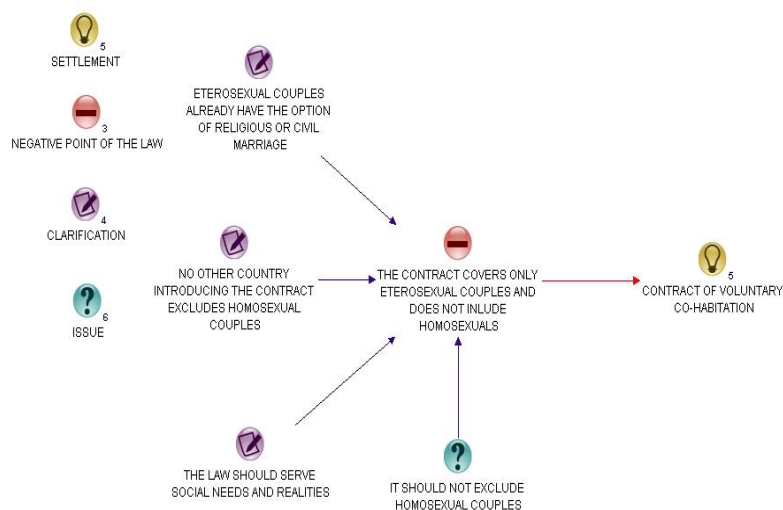 5
SETTLEMENT
3
NEGATIVE POINT OF THE LAW
4
CLARIFICATION
6
ISSUE
ETEROSEXUAL COUPLES
ALREADY HAVE THE OPTION
OF RELIGIOUS OR CIVIL
MARRIAGE
NO OTHER COUNTRY
INTRODUCING THE CONTRACT
EXCLUDES HOMOSEXUAL
COUPLES
THE LAW SHOULD SERVE
SOCIAL NEEDS AND REALITIES
THE CONTRACT COVERS ONLY
ETEROSEXUAL COUPLES AND
DOES NOT INLUDE
HOMOSEXUALS
?
IT SHOULD NOT EXCLUDE
HOMOSEXUAL COUPLES
5
CONTRACT OF VOLUNTARY
CO-HABITATION